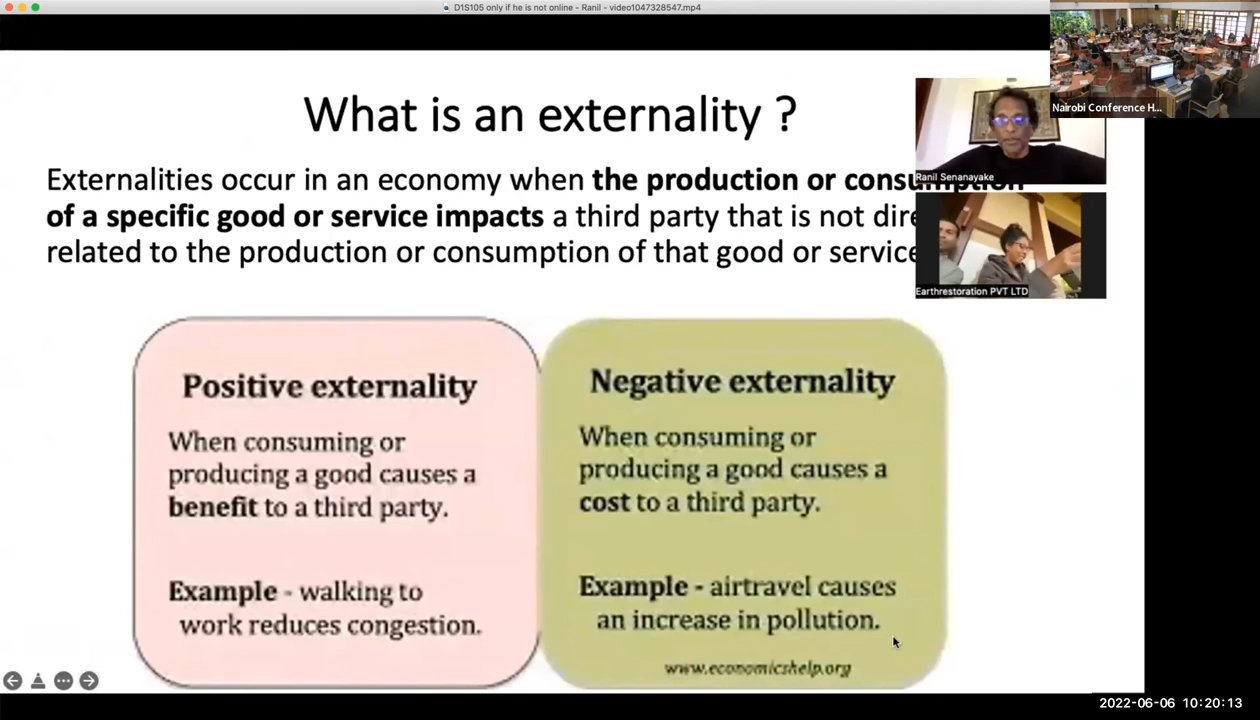 D1S105 only if he is not online - Ranil - video1047328547.mp4
Nairobi Conference H...
What is an externality ?
Ranil Senanayake
Externalities occur in an economy when the production or consumption
of a specific good or service impacts a third party that is not dire
related to the production or consumption of that good or service
Earthrestoration PVT LTD
Positive externality
When consuming or
producing a good causes a
benefit to a third party.
Example - walking to
work reduces congestion.
Negative externality
When consuming or
producing a good causes a
cost to a third party.
Example - airtravel causes
an increase in pollution.
www.economicshelp.org
2022-06-06 10:20:13